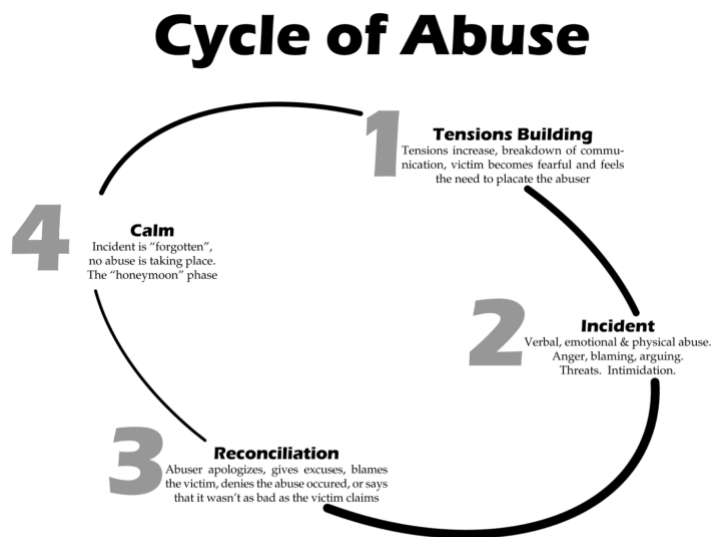 Cycle of Abuse
1
Tensions Building
Tensions increase, breakdown of commu-
nication, victim becomes fearful and feels
the need to placate the abuser
2
Incident
Verbal, emotional & physical abuse.
Anger, blaming, arguing.
Threats. Intimidation.
3
Reconciliation
Abuser apologizes, gives excuses, blames
the victim, denies the abuse occured, or says
that it wasn't as bad as the victim claims
4
Calm
Incident is “forgotten”,
no abuse is taking place.
The “honeymoon” phase